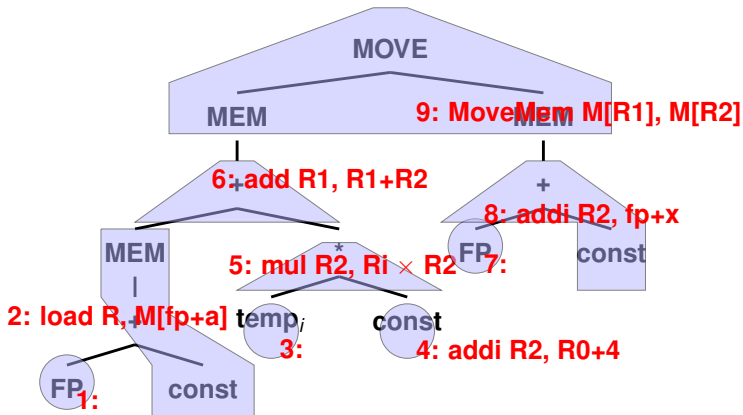 MOVE
MEM
MEM
9: MoveMem M[R1], M[R2]
+
6: add R1, R1+R2
+
8: addi R2, fp+x
MEM
*
5: mul R2, Ri × R2
FP
7:
const
+
2: load R, M[fp+a]
temp_i
const
3:
4: addi R2, R0+4
FP
1:
const